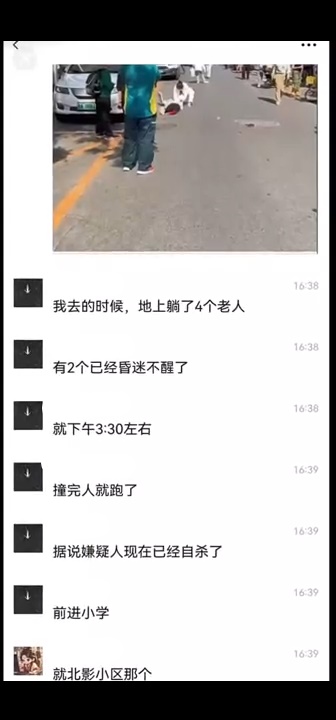 16:38
我去的时候，地上躺了4个老人
16:38
有2个已经昏迷不醒了
16:38
就下午3:30左右
16:39
撞完人就跑了
16:39
据说嫌疑人现在已经自杀了
16:39
前进小学
16:39
就北影小区那个